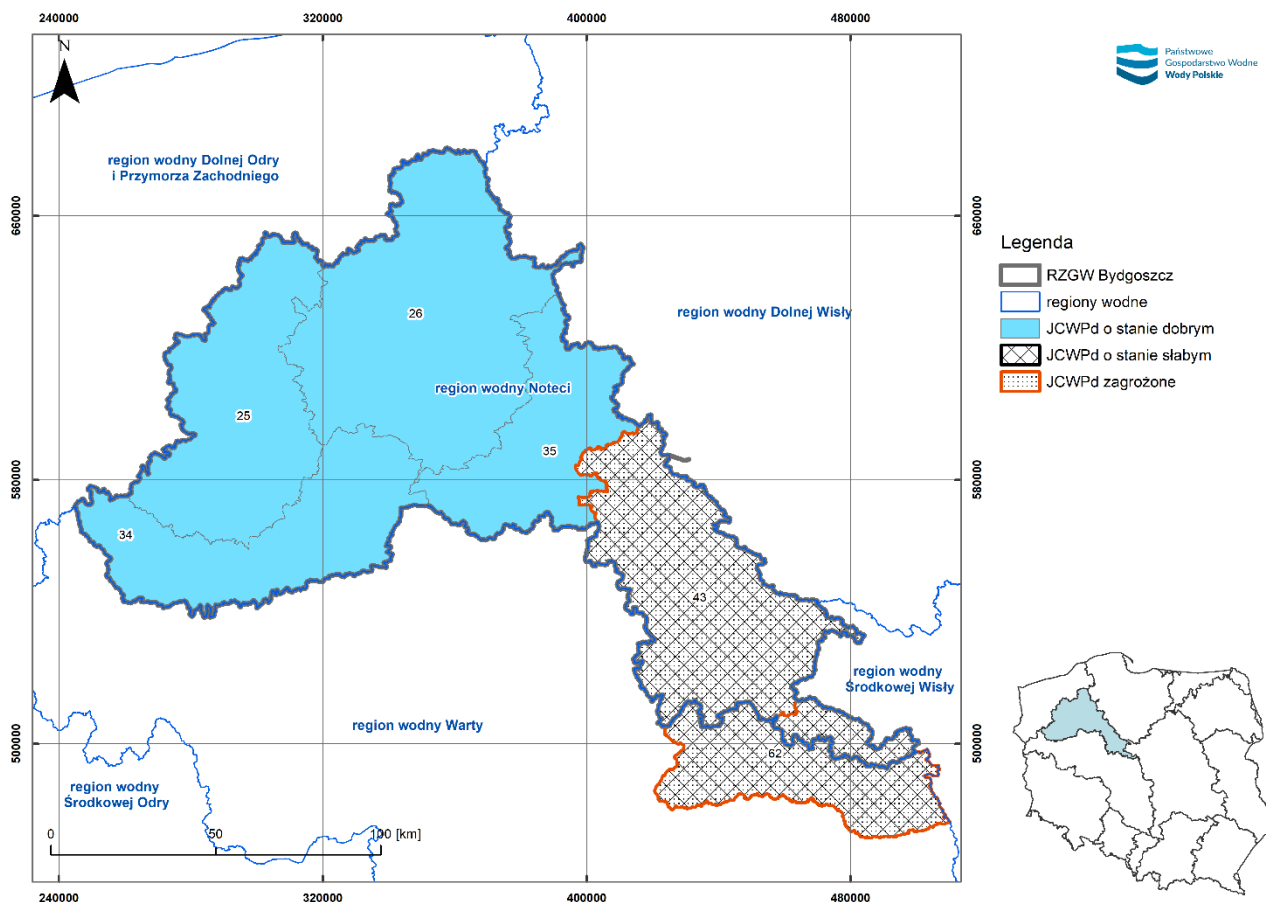 240000
320000
400000
480000
N
Państwowe
Gospodarstwo Wodne
Wody Polskie
region wodny Dolnej Odry
i Przymorza Zachodniego
660000
660000
Legenda
RZGW Bydgoszcz
regiony wodne
JCWPd o stanie dobrym
JCWPd o stanie słabym
JCWPd zagrożone
26
region wodny Dolnej Wisły
region wodny Noteci
25
35
580000
580000
34
43
region wodny
Środkowej Wisły
region wodny Warty
62
500000
500000
region wodny
Środkowej Odry
0
50
100 [km]
240000
320000
400000
480000